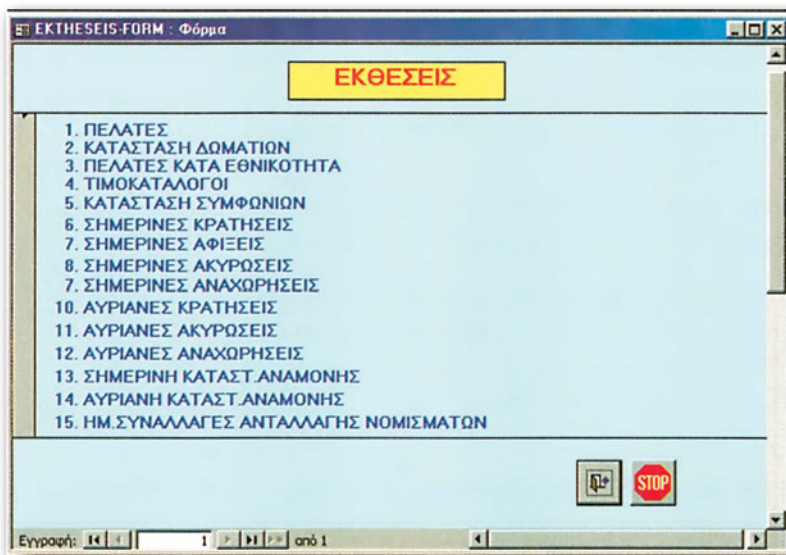 EKTHESEIS-FORM : Φόρμα
ΕΚΘΕΣΕΙΣ
1. ΠΕΛΑΤΕΣ
2. ΚΑΤΑΣΤΑΣΗ ΔΩΜΑΤΙΩΝ
3. ΠΕΛΑΤΕΣ ΚΑΤΑ ΕΘΝΙΚΟΤΗΤΑ
4. ΤΙΜΟΚΑΤΑΛΟΓΟΙ
5. ΚΑΤΑΣΤΑΣΗ ΣΥΜΦΩΝΙΩΝ
6. ΣΗΜΕΡΙΝΕΣ ΚΡΑΤΗΣΕΙΣ
7. ΣΗΜΕΡΙΝΕΣ ΑΦΙΞΕΙΣ
8. ΣΗΜΕΡΙΝΕΣ ΑΚΥΡΩΣΕΙΣ
7. ΣΗΜΕΡΙΝΕΣ ΑΝΑΧΩΡΗΣΕΙΣ
10. ΑΥΡΙΑΝΕΣ ΚΡΑΤΗΣΕΙΣ
11. ΑΥΡΙΑΝΕΣ ΑΚΥΡΩΣΕΙΣ
12. ΑΥΡΙΑΝΕΣ ΑΝΑΧΩΡΗΣΕΙΣ
13. ΣΗΜΕΡΙΝΗ ΚΑΤΑΣΤ.ΑΝΑΜΟΝΗΣ
14. ΑΥΡΙΑΝΗ ΚΑΤΑΣΤ.ΑΝΑΜΟΝΗΣ
15. ΗΜ.ΣΥΝΑΛΛΑΓΕΣ ΑΝΤΑΛΛΑΓΗΣ ΝΟΜΙΣΜΑΤΩΝ
STOP
Εγγραφή: 1 από 1